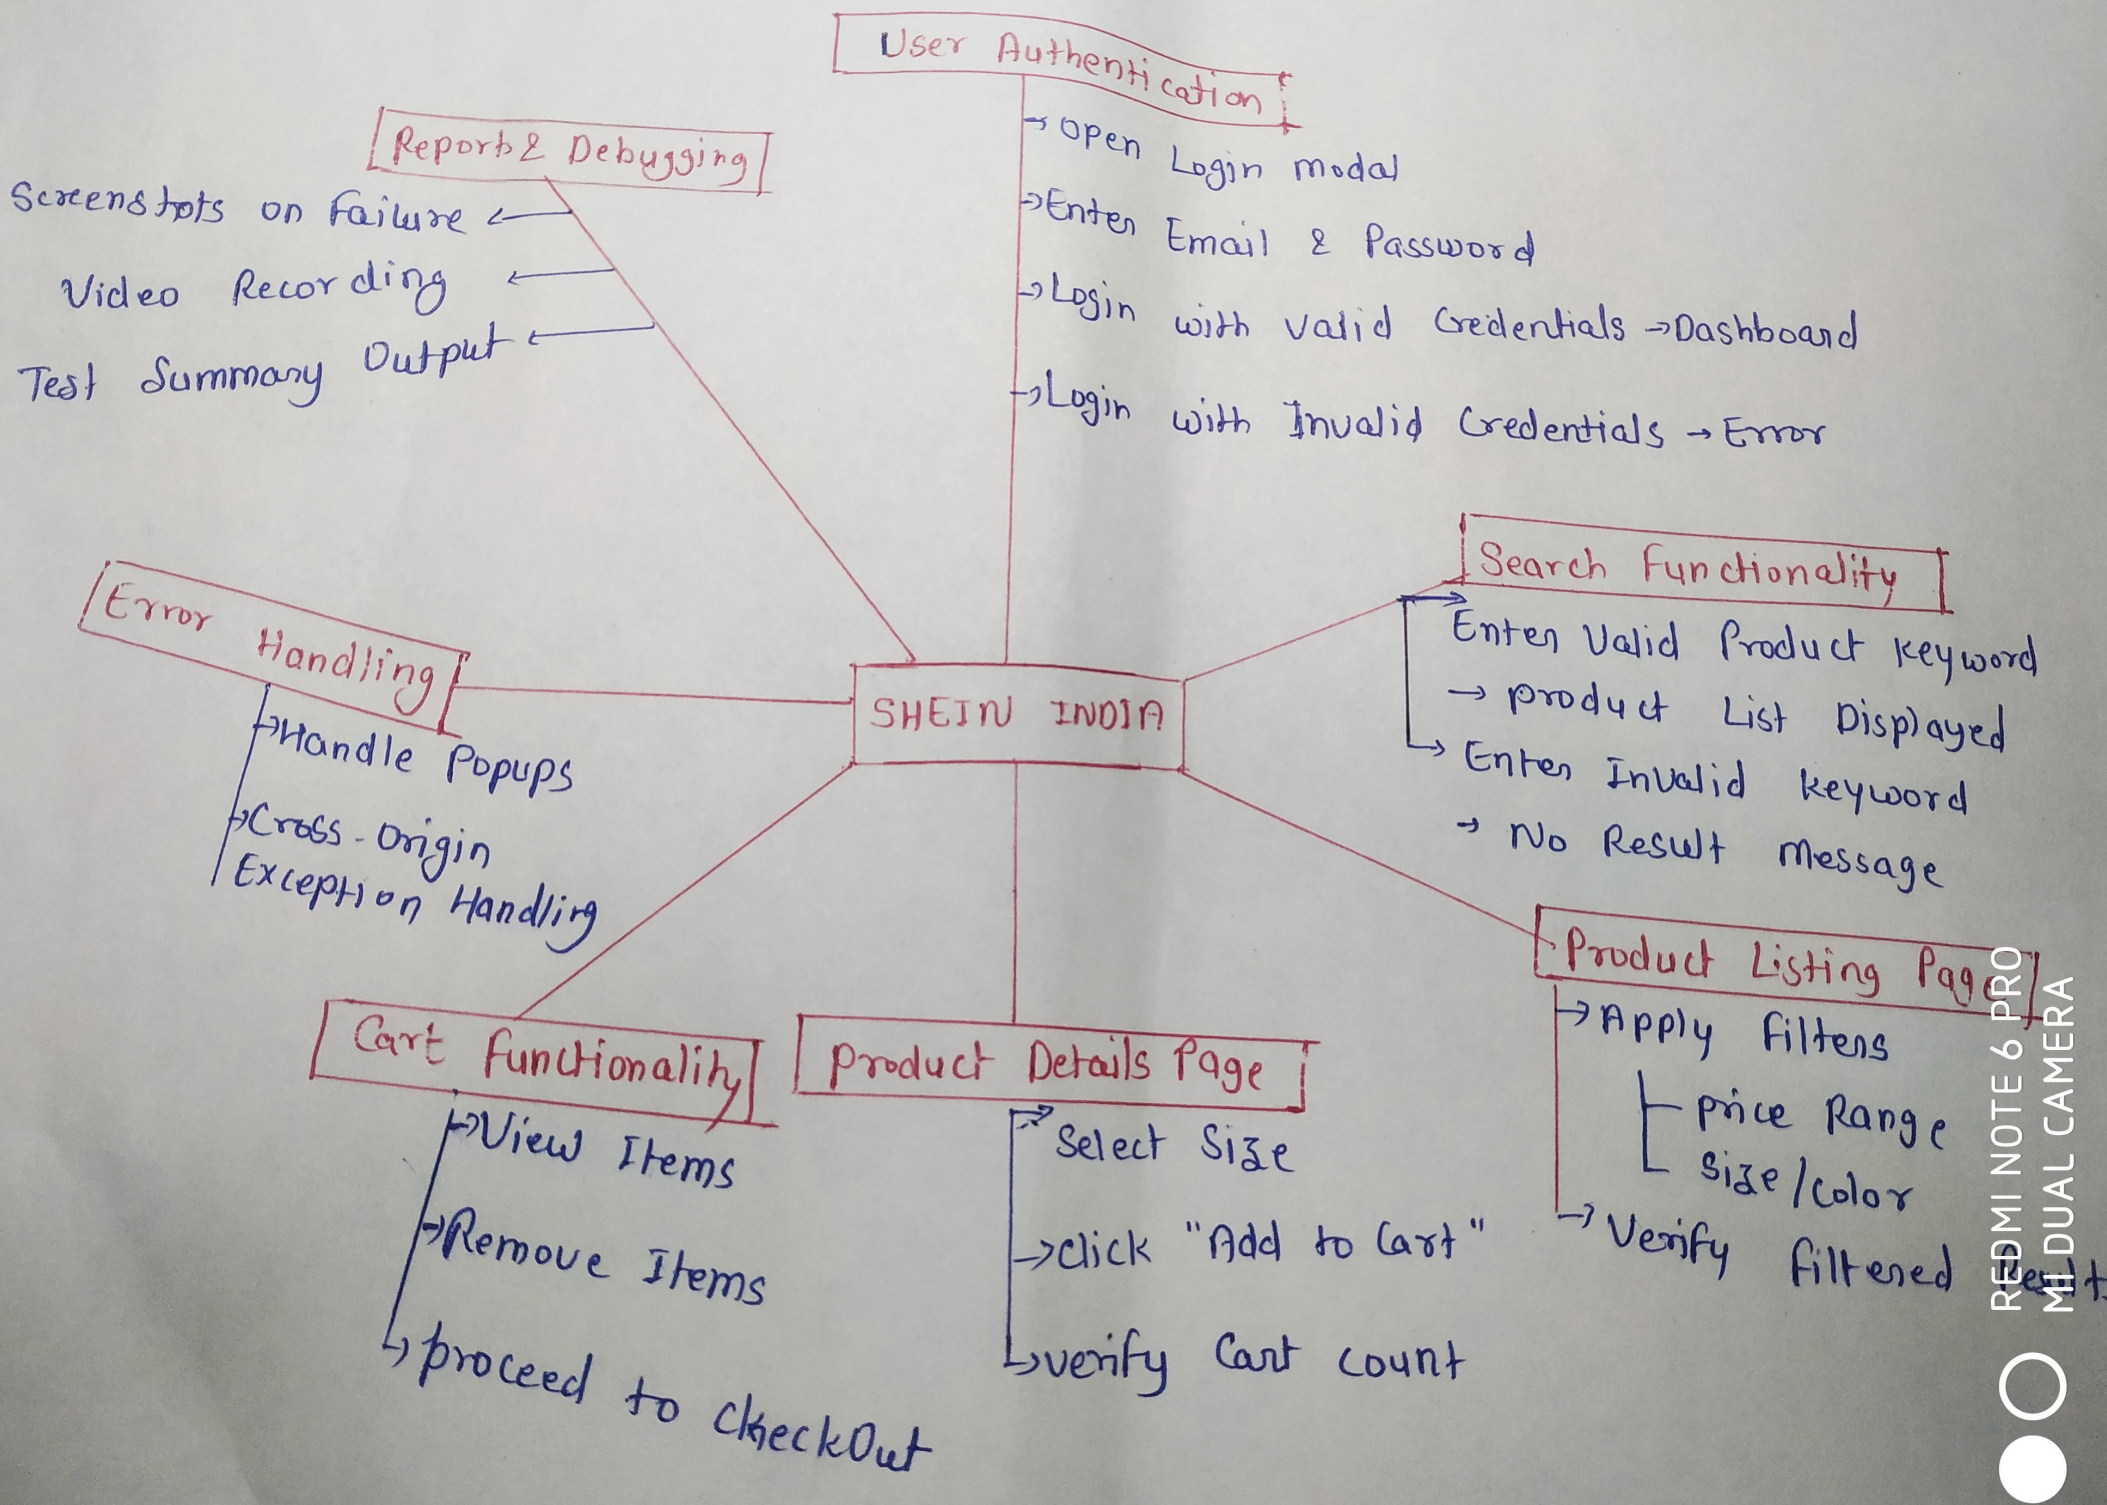 User Authentication
→ Open Login modal
→ Enter Email & Password
→ Login with Valid Credentials → Dashboard
→ Login with Invalid Credentials → Error
Reports & Debugging
Screenshots on Failure
Video Recording
Test Summary Output
Search Functionality
Enter Valid Product Keyword
→ product List Displayed
→ Enter Invalid keyword
→ No Result Message
Error Handling
→ Handle Popups
→ Cross-Origin
Exception Handling
SHEIN INDIA
Product Listing Page
→ Apply Filters
Price Range
Size/Color
→ Verify Filtered Results
Cart Functionality
→ View Items
→ Remove Items
→ proceed to CheckOut
Product Details Page
→ Select Size
→ Click "Add to Cart"
→ verify Cart count
REDMI NOTE 6 PRO
MI DUAL CAMERA